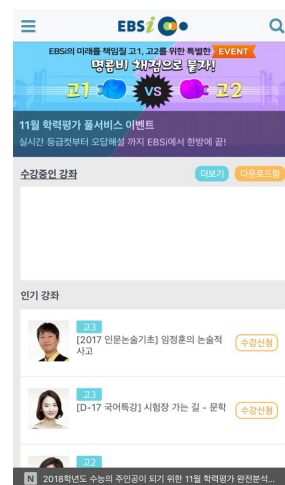 EBSi
EBSi의 미래를 책임질 고1, 고2를 위한 특별한 EVENT
명콤비 채점으로 뭉치자!
고1 VS 고2
11월 학력평가 풀서비스 이벤트
실시간 등급컷부터 오답해설 까지 EBSi에서 한방에 끝!
수강중인 강좌 더보기 다운로드함
인기 강좌
고3
[2017 인문논술기초] 임정훈의 논술적
사고
수강신청
고3
[D-17 국어특강] 시험장 가는 길 - 문학
수강신청
고2
N 2018학년도 수능의 주인공이 되기 위한 11월 학력평가 완전분석...